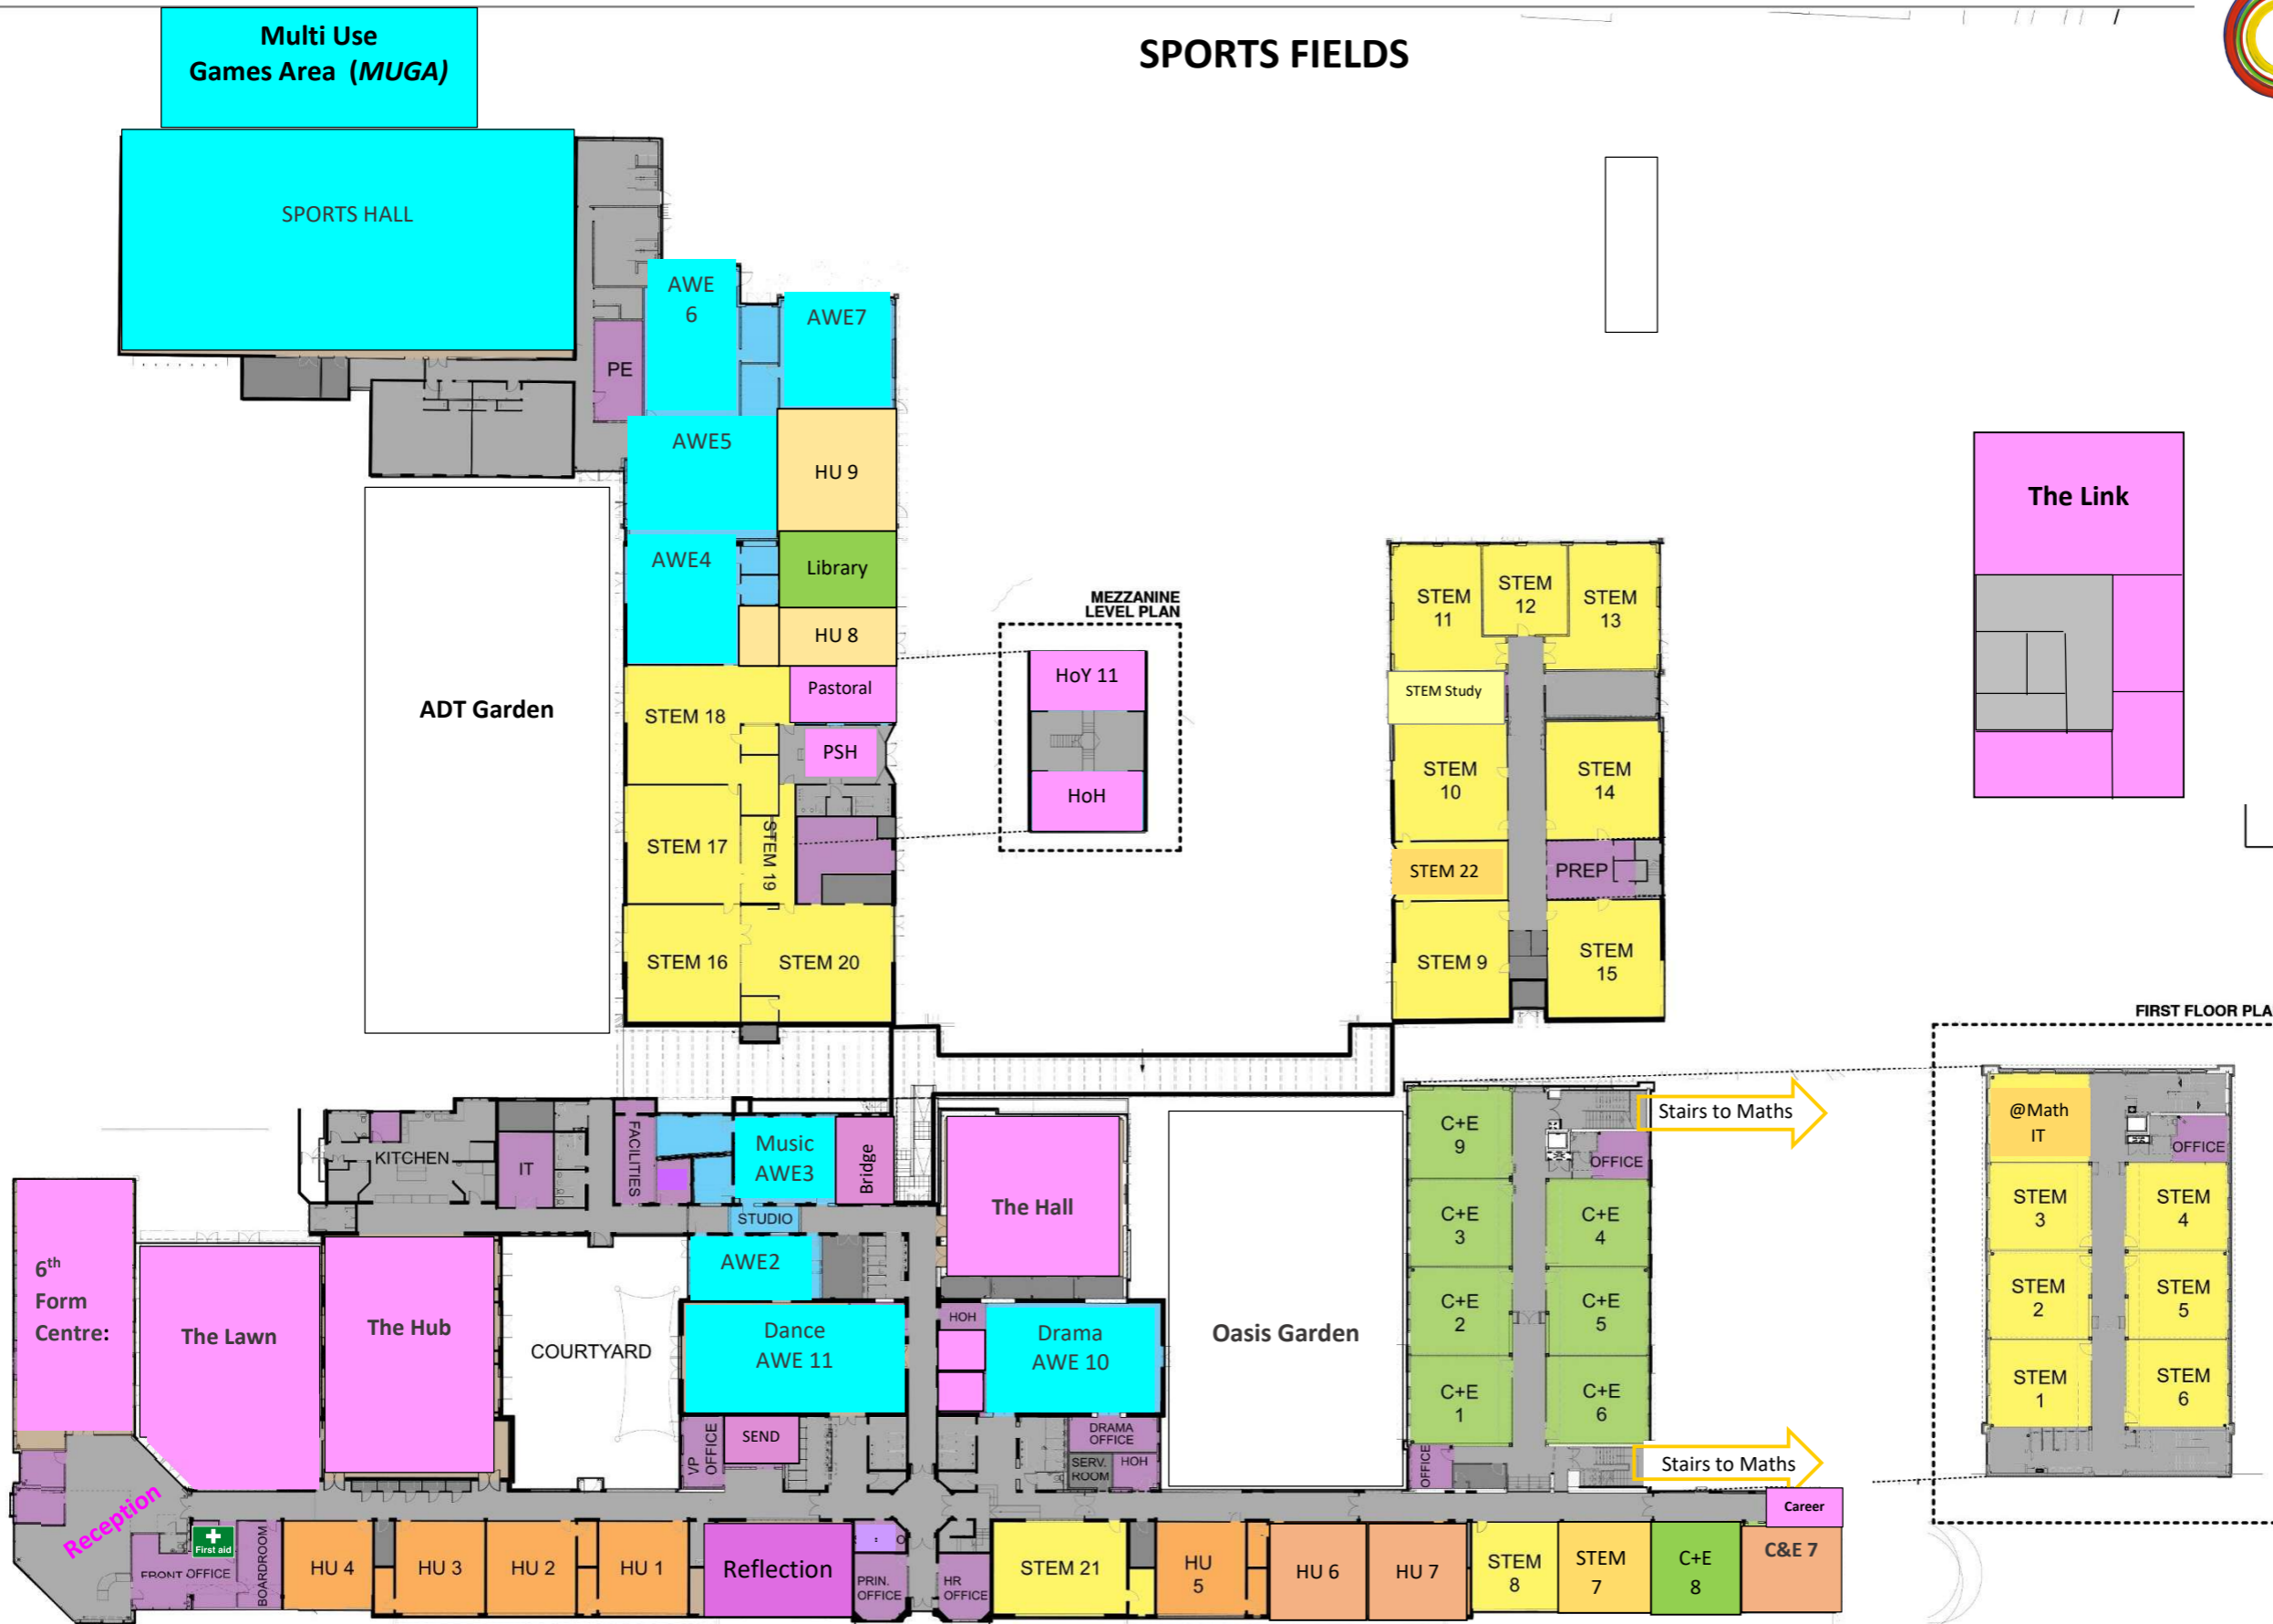 SPORTS FIELDS
Multi Use
Games Area (MUGA)
SPORTS HALL
AWE
6
AWE7
PE
AWE5
HU 9
AWE4
Library
HU 8
ADT Garden
STEM 18
Pastoral
PSH
STEM 17
STEM 19
STEM 16
STEM 20
MEZZANINE
LEVEL PLAN
HoY 11
HoH
STEM
11
STEM
12
STEM
13
STEM Study
STEM
10
STEM
14
STEM 22
PREP
STEM 9
STEM
15
The Link
FIRST FLOOR PLA
@Math
IT
OFFICE
STEM
3
STEM
4
STEM
2
STEM
5
STEM
1
STEM
6
KITCHEN
IT
FACILITIES
Music
AWE3
Bridge
STUDIO
AWE2
The Hall
6th
Form
Centre:
The Lawn
The Hub
COURTYARD
Dance
AWE 11
HOH
Drama
AWE 10
Oasis Garden
VP
OFFICE
SEND
DRAMA
OFFICE
SERV.
ROOM
HOH
C+E
9
OFFICE
Stairs to Maths
C+E
3
C+E
4
C+E
2
C+E
5
C+E
1
C+E
6
OFFICE
Stairs to Maths
Career
Reception
First aid
FRONT OFFICE
BOARDROOM
HU 4
HU 3
HU 2
HU 1
Reflection
PRIN.
OFFICE
HR
OFFICE
STEM 21
HU
5
HU 6
HU 7
STEM
8
STEM
7
C+E
8
C&E 7